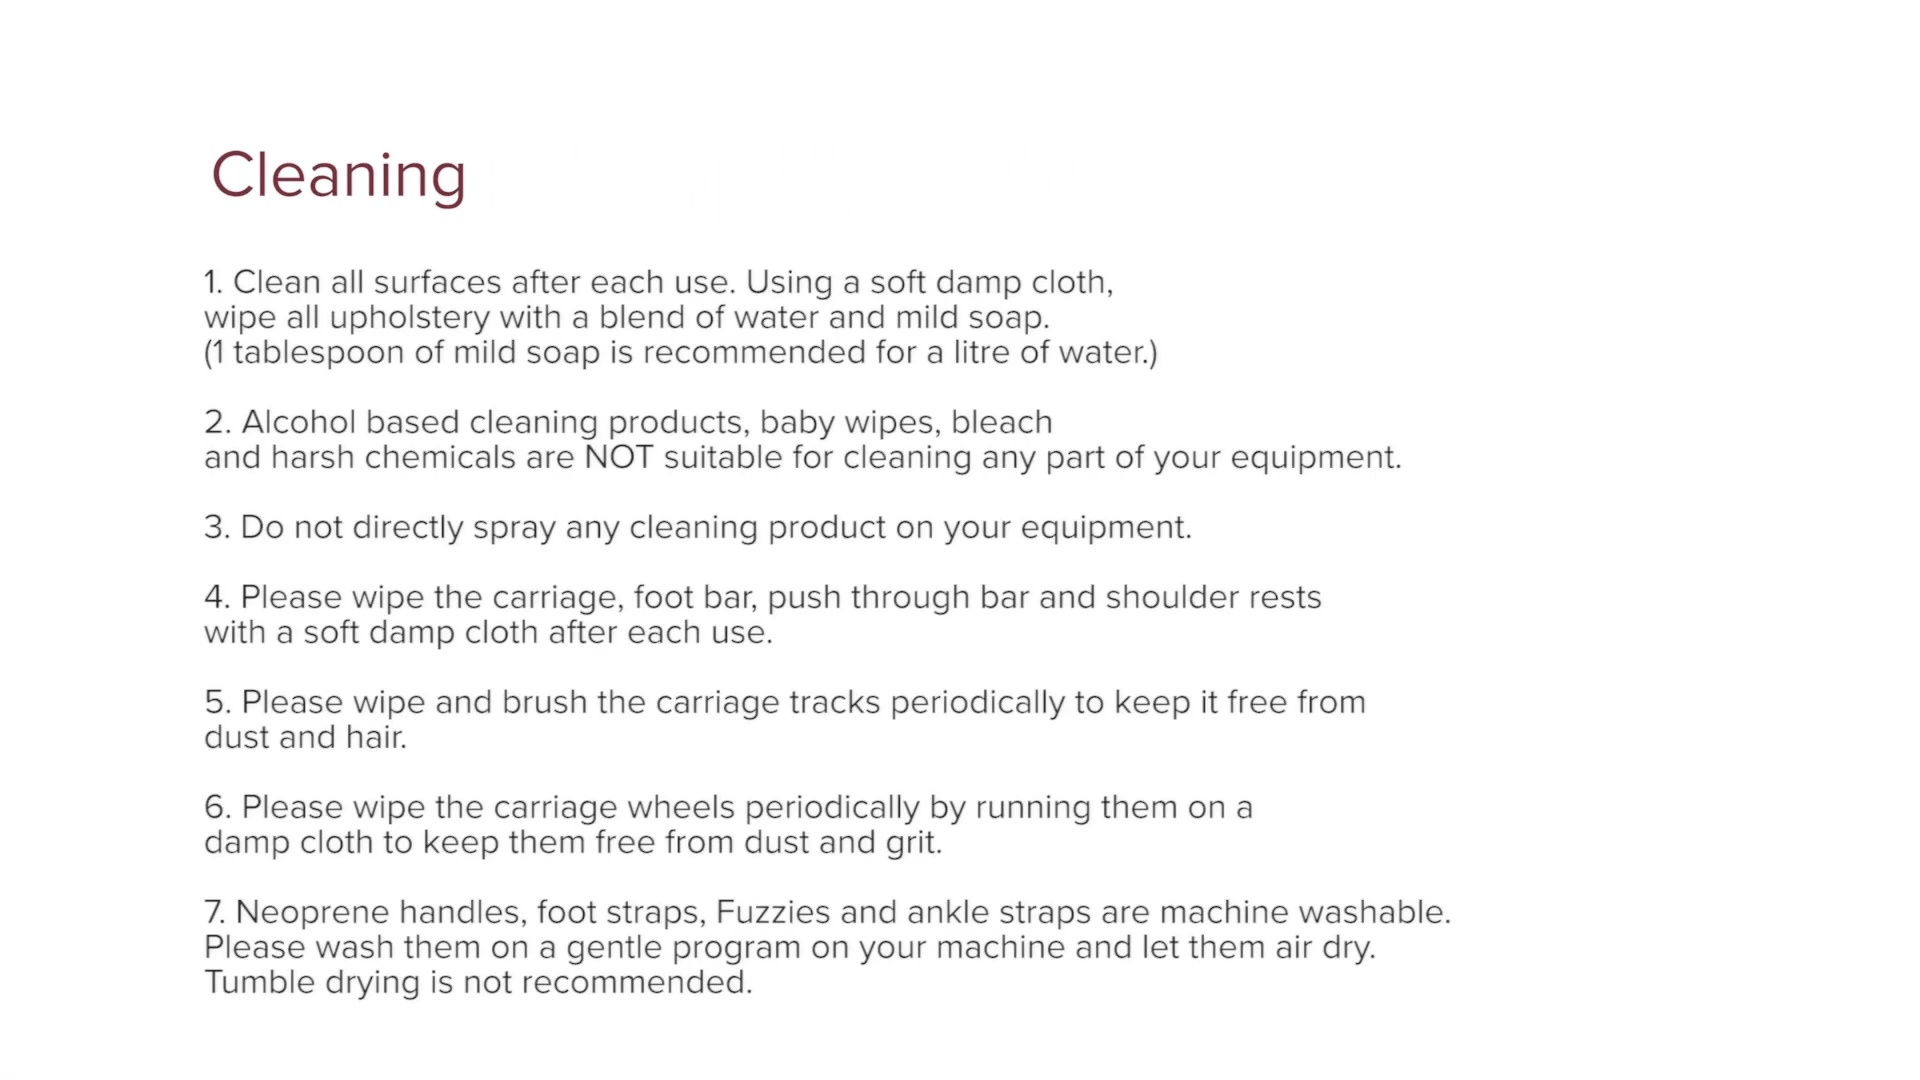 Cleaning
1. Clean all surfaces after each use. Using a soft damp cloth,
wipe all upholstery with a blend of water and mild soap.
(1 tablespoon of mild soap is recommended for a litre of water.)
2. Alcohol based cleaning products, baby wipes, bleach
and harsh chemicals are NOT suitable for cleaning any part of your equipment.
3. Do not directly spray any cleaning product on your equipment.
4. Please wipe the carriage, foot bar, push through bar and shoulder rests
with a soft damp cloth after each use.
5. Please wipe and brush the carriage tracks periodically to keep it free from
dust and hair.
6. Please wipe the carriage wheels periodically by running them on a
damp cloth to keep them free from dust and grit.
7. Neoprene handles, foot straps, Fuzzies and ankle straps are machine washable.
Please wash them on a gentle program on your machine and let them air dry.
Tumble drying is not recommended.